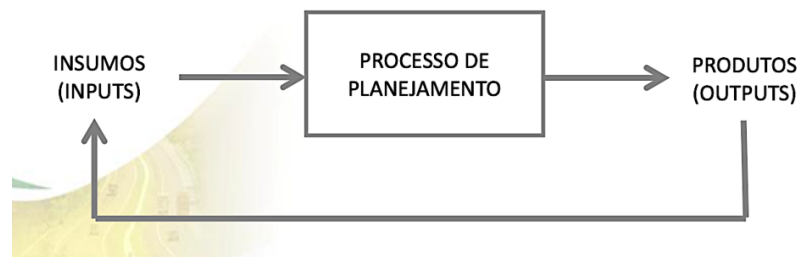 INSUMOS
(INPUTS)
PROCESSO DE
PLANEJAMENTO
PRODUTOS
(OUTPUTS)